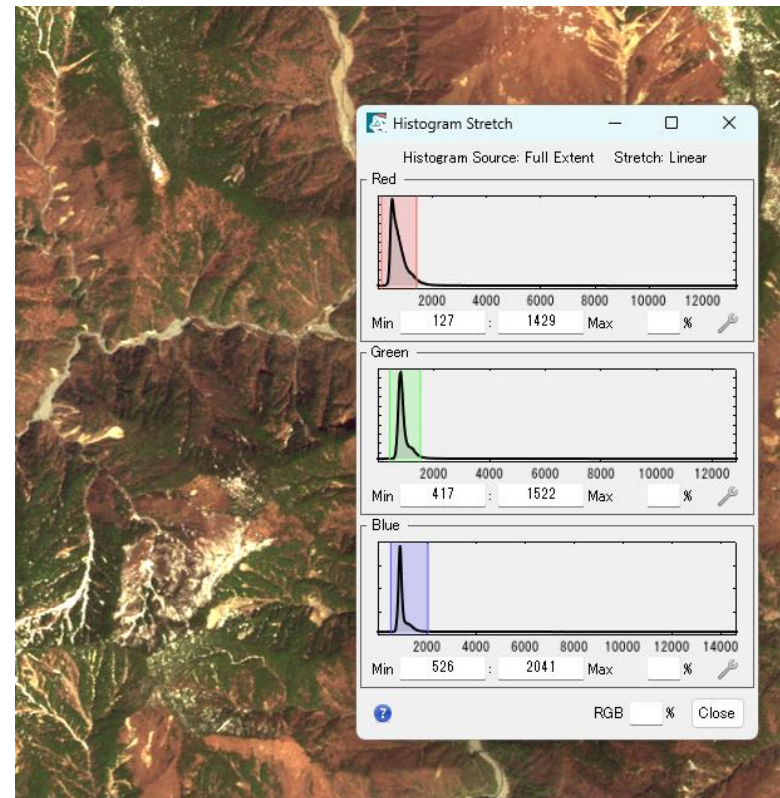 Histogram Stretch
Histogram Source: Full Extent Stretch: Linear
Red
2000 4000 6000 8000 10000 12000
Min 127 : 1429 Max %
Green
2000 4000 6000 8000 10000 12000
Min 417 : 1522 Max %
Blue
2000 4000 6000 8000 10000 12000 14000
Min 526 : 2041 Max %
? RGB % Close